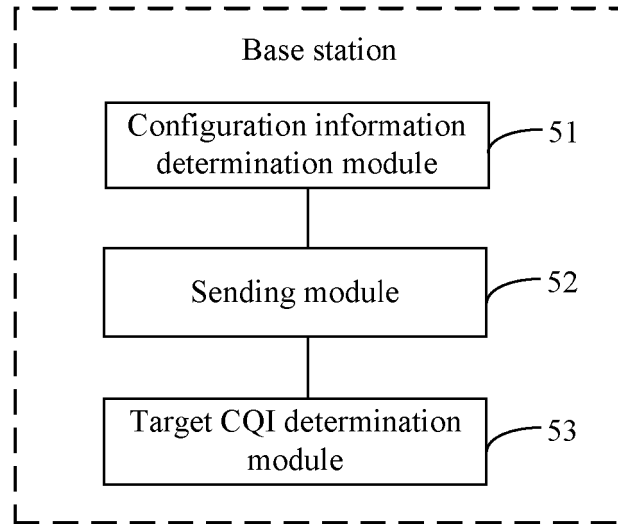 Base station
Configuration information
determination module
51
Sending module
52
Target CQI determination
module
53